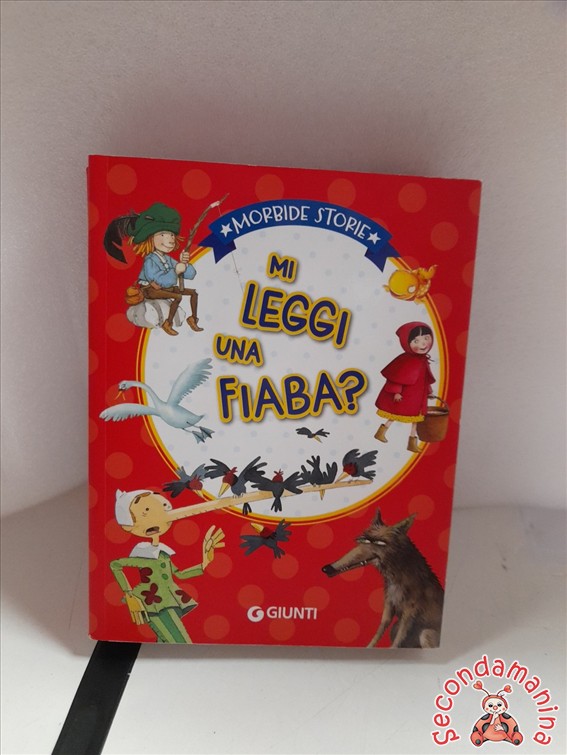 MORBIDE STORIE
MI
LEGGI
UNA
FIABA?
GIUNTI
Secondamanina